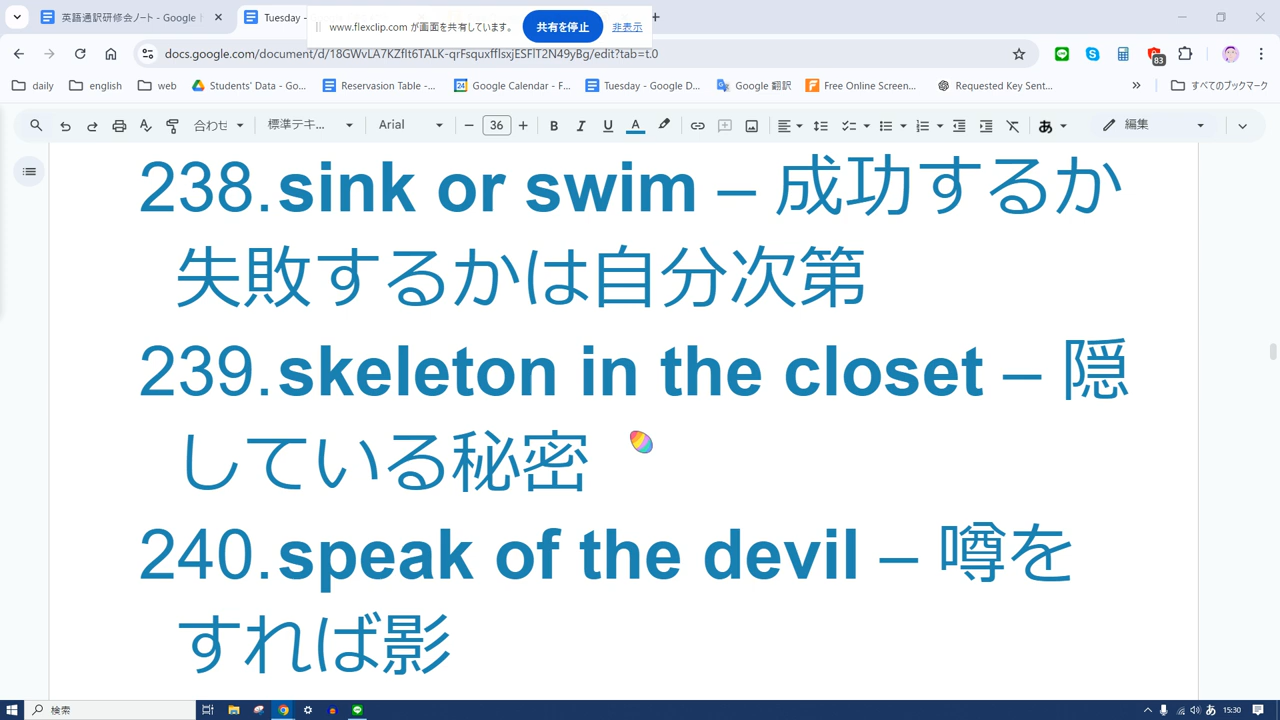 英語通訳研修会ノート - Google
Tuesday -
www.flexclip.com が画面を共有しています。
共有を停止
非表示
docs.google.com/document/d/18GWvLA7KZflt6TALK-qrFsquxfflsxjESFlT2N49yBg/edit?tab=t.0
83
daily
english
web
Students' Data - Go...
Reservasion Table -...
Google Calendar - F...
Tuesday - Google D...
Google 翻訳
Free Online Screen...
Requested Key Sent...
»
すべてのブックマーク
合わせ
標準テキ...
Arial
36
B
I
U
A
あ
編集
238. sink or swim – 成功するか
失敗するかは自分次第
239. skeleton in the closet – 隠
している秘密
240. speak of the devil – 噂を
すれば影
検索
あ
15:30